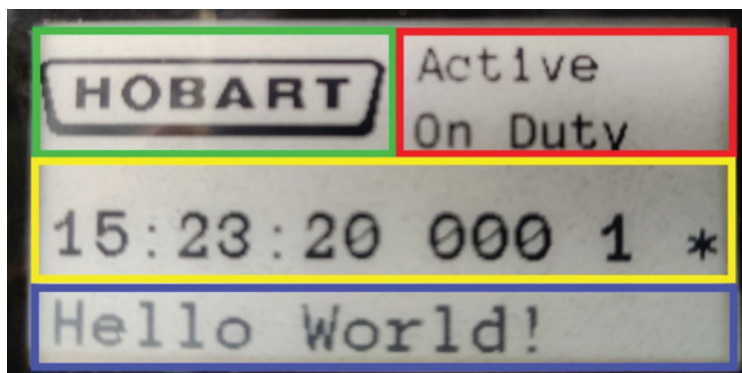 HOBART
Active
On Duty
15:23:20 000 1 *
Hello World!